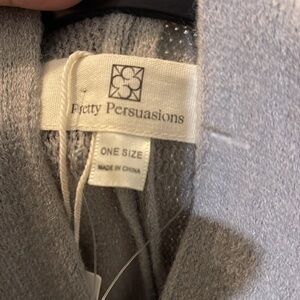 Pretty Persuasions
ONE SIZE
MADE IN CHINA